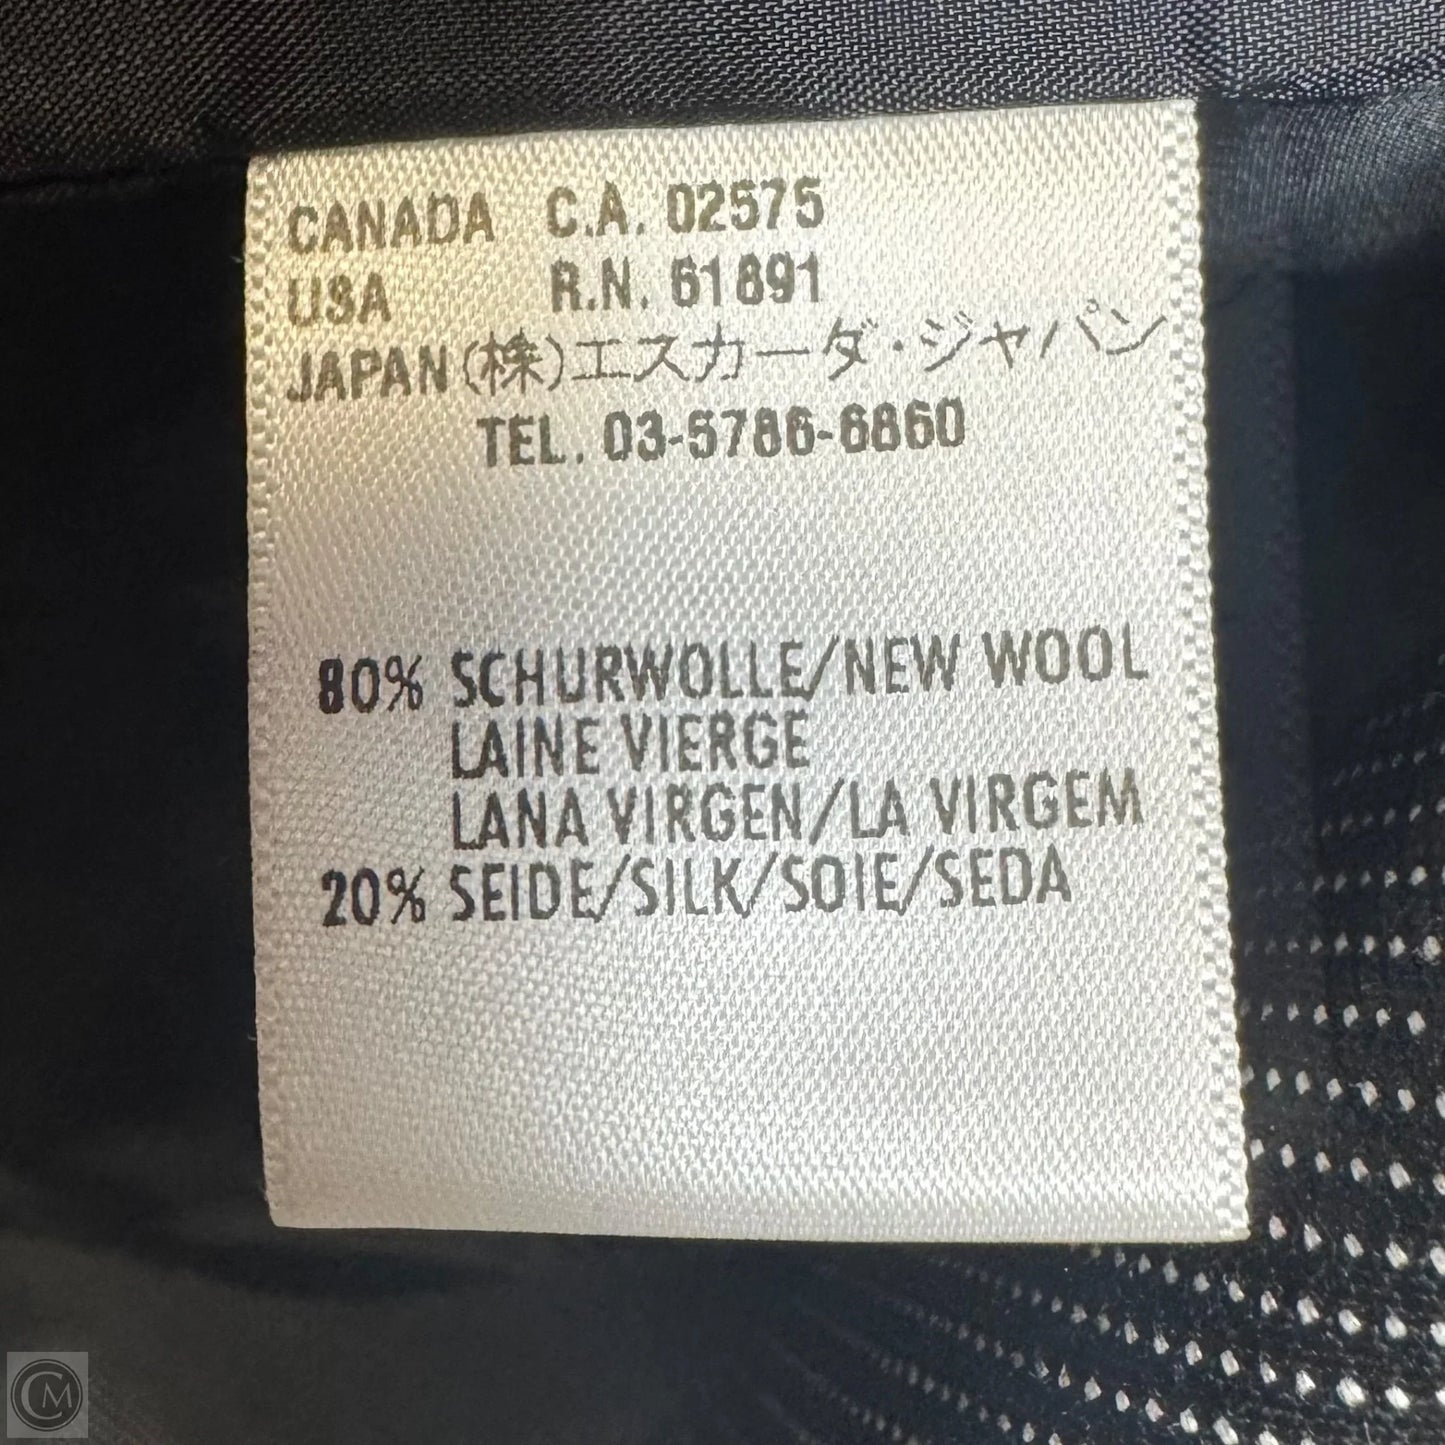 CANADA C.A. 02575
USA R.N. 61891
JAPAN (株)エスカーダ・ジャパン
TEL. 03-5786-6860
80% SCHURWOLLE/NEW WOOL
LAINE VIERGE
LANA VIRGEN/LA VIRGEM
20% SEIDE/SILK/SOIE/SEDA
CM